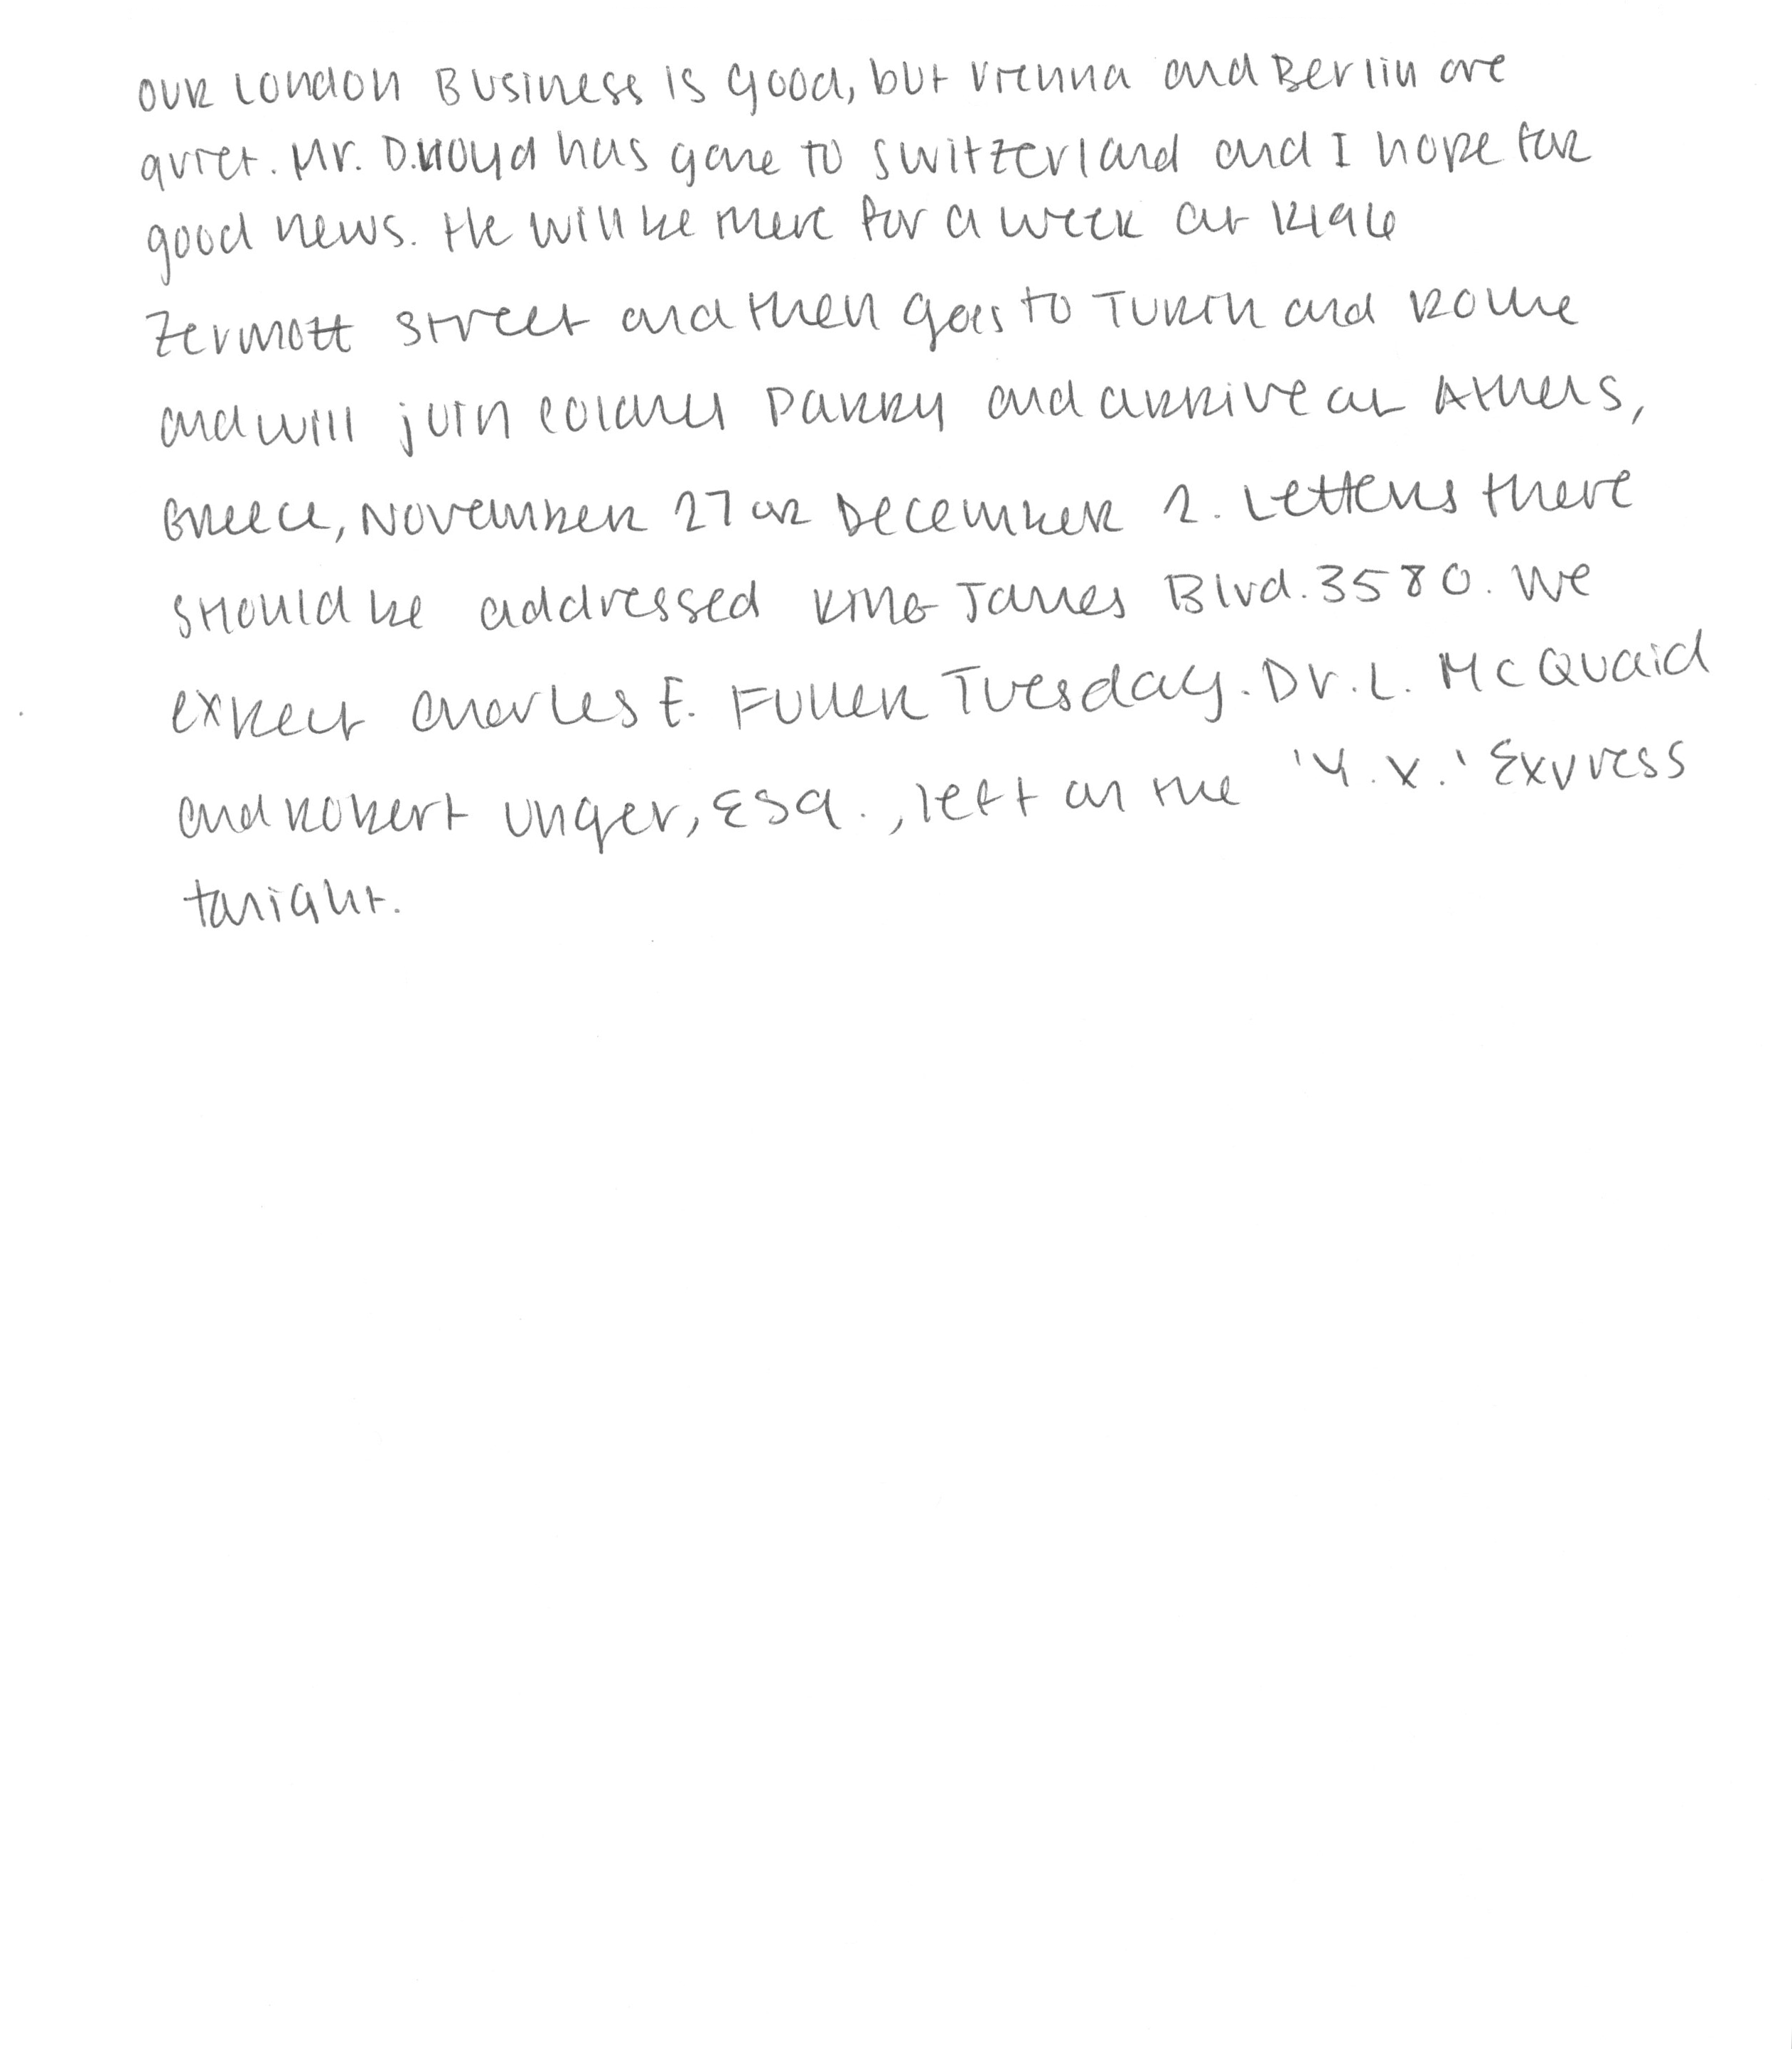 our London Business is good, but Vienna and Berlin are
quiet. Mr. D. Lloyd has gone to Switzerland and I hope for
good news. He will be there for a week at
Zermott Street and then goes to Turin and Rome
and will join Colonel Parry and arrive at Athens,
Greece, November 27 or December 2. Letters there
should be addressed King James Blvd. 3580. We
expect Charles E. Fuller Tuesday. Dr. L. McQuaid
and Robert Unger, Esq., left on the 'Y.X.' Express
tonight.